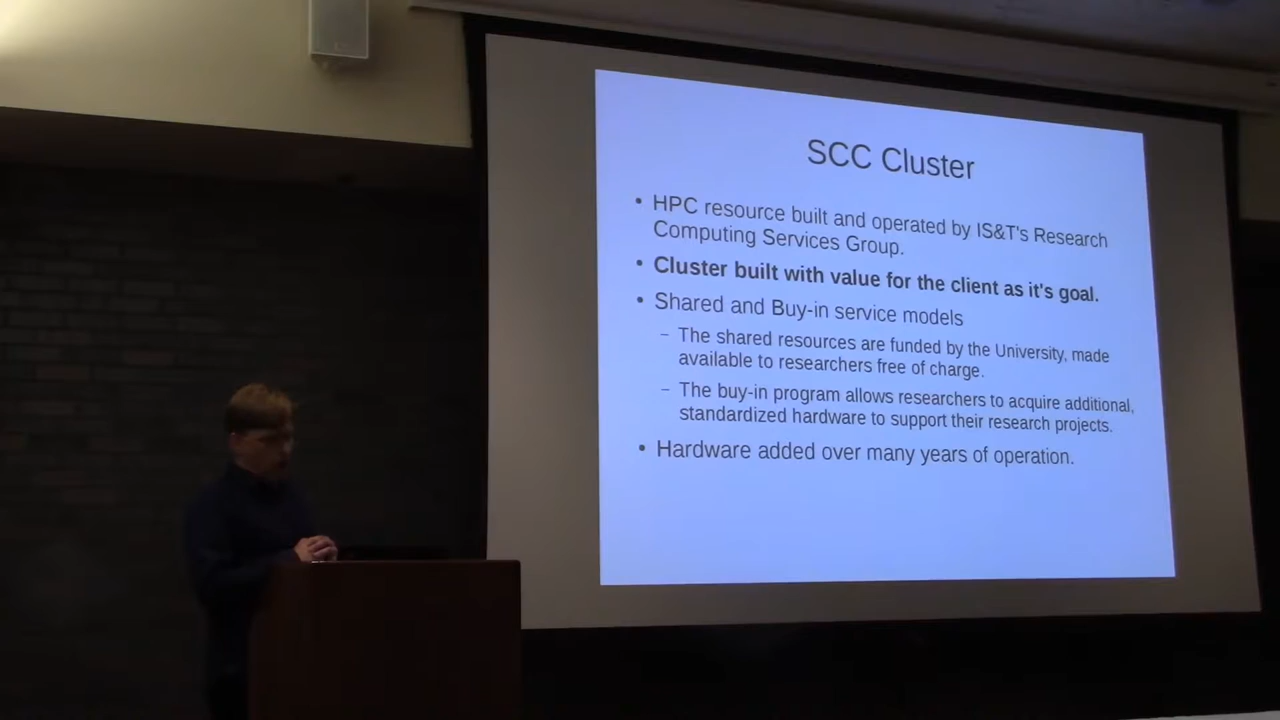 SCC Cluster
• HPC resource built and operated by IS&T's Research
Computing Services Group.
• Cluster built with value for the client as it's goal.
• Shared and Buy-in service models
– The shared resources are funded by the University, made
available to researchers free of charge.
– The buy-in program allows researchers to acquire additional,
standardized hardware to support their research projects.
• Hardware added over many years of operation.